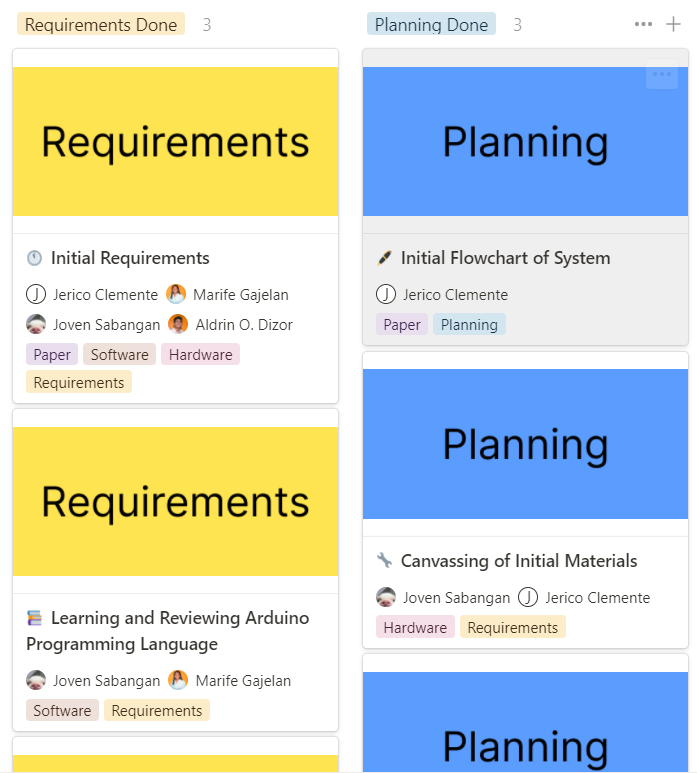 Requirements Done 3
Requirements
Initial Requirements
J Jerico Clemente Marife Gajelan
Joven Sabangan Aldrin O. Dizor
Paper Software Hardware
Requirements
Requirements
Learning and Reviewing Arduino
Programming Language
Joven Sabangan Marife Gajelan
Software Requirements
Planning Done 3
Planning
Initial Flowchart of System
J Jerico Clemente
Paper Planning
Planning
Canvassing of Initial Materials
Joven Sabangan J Jerico Clemente
Hardware Requirements
Planning